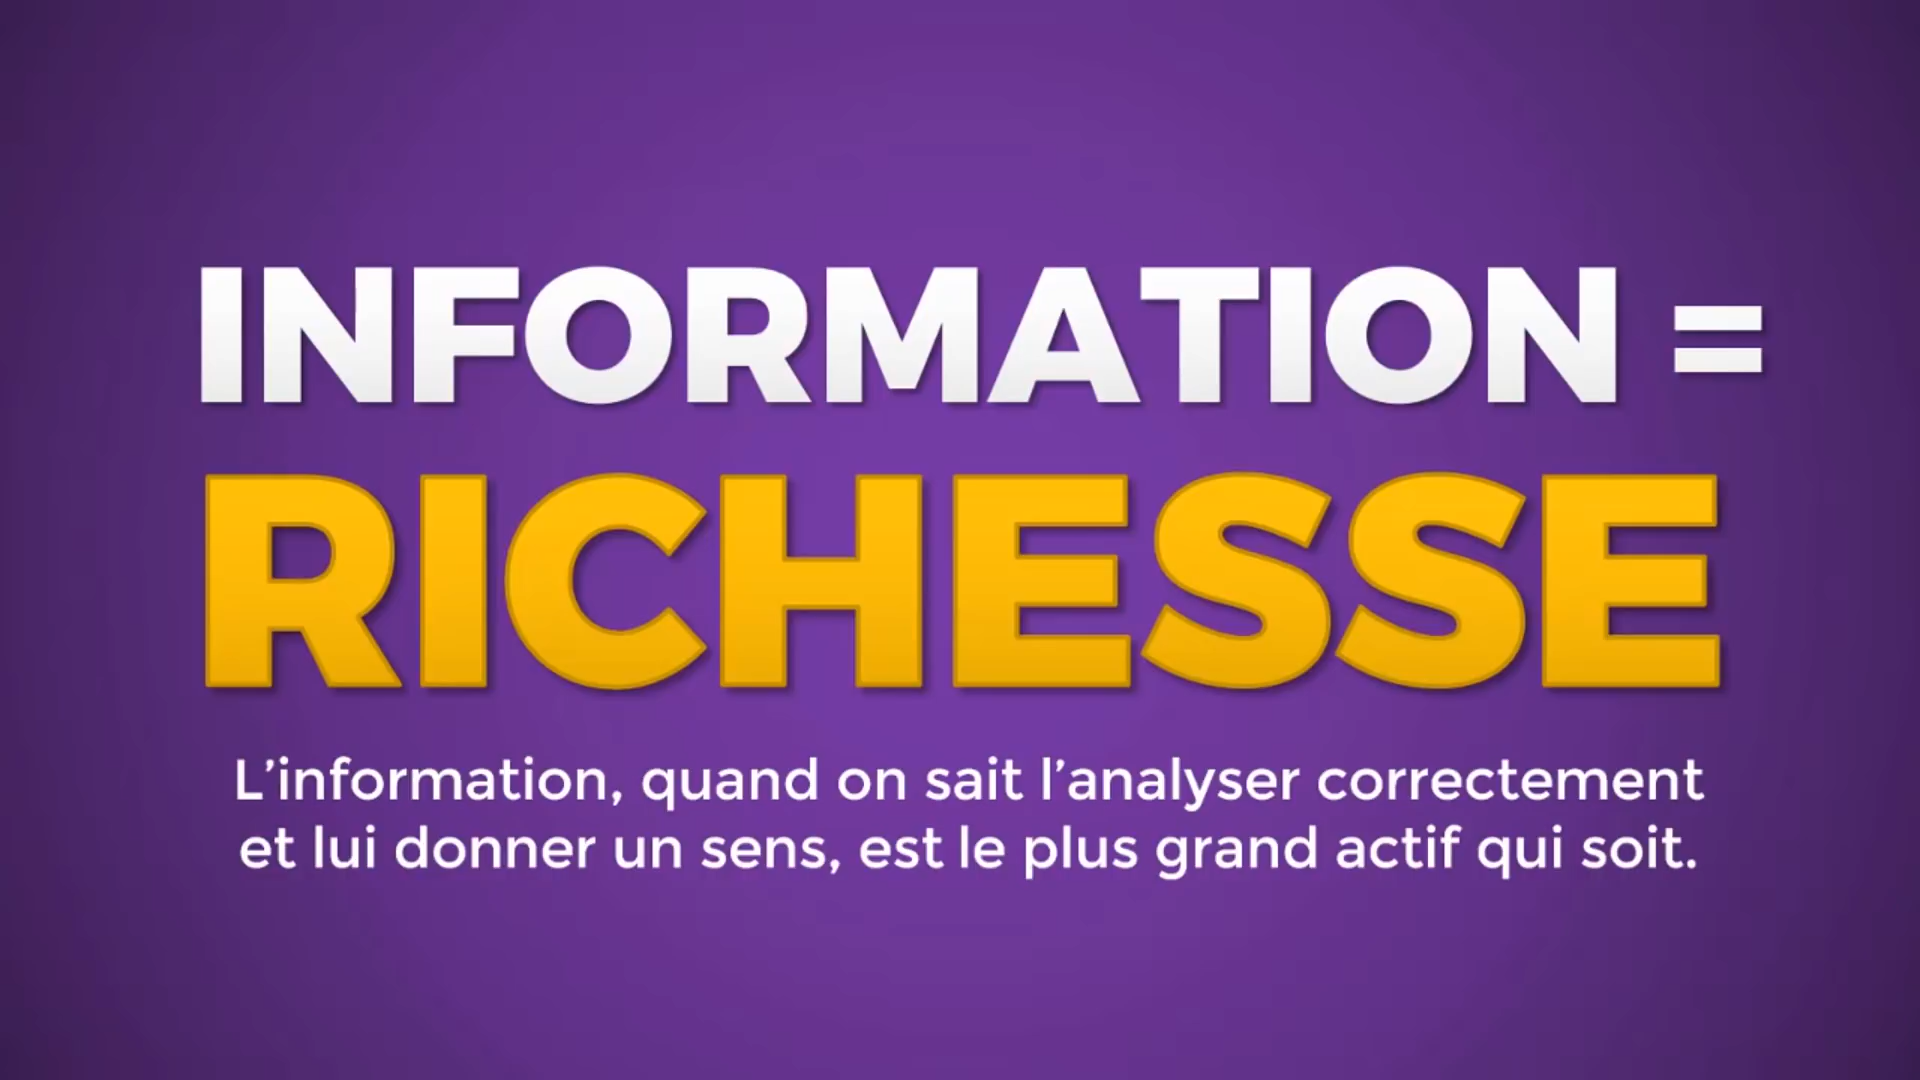 INFORMATION =
RICHESSE
L’information, quand on sait l’analyser correctement
et lui donner un sens, est le plus grand actif qui soit.